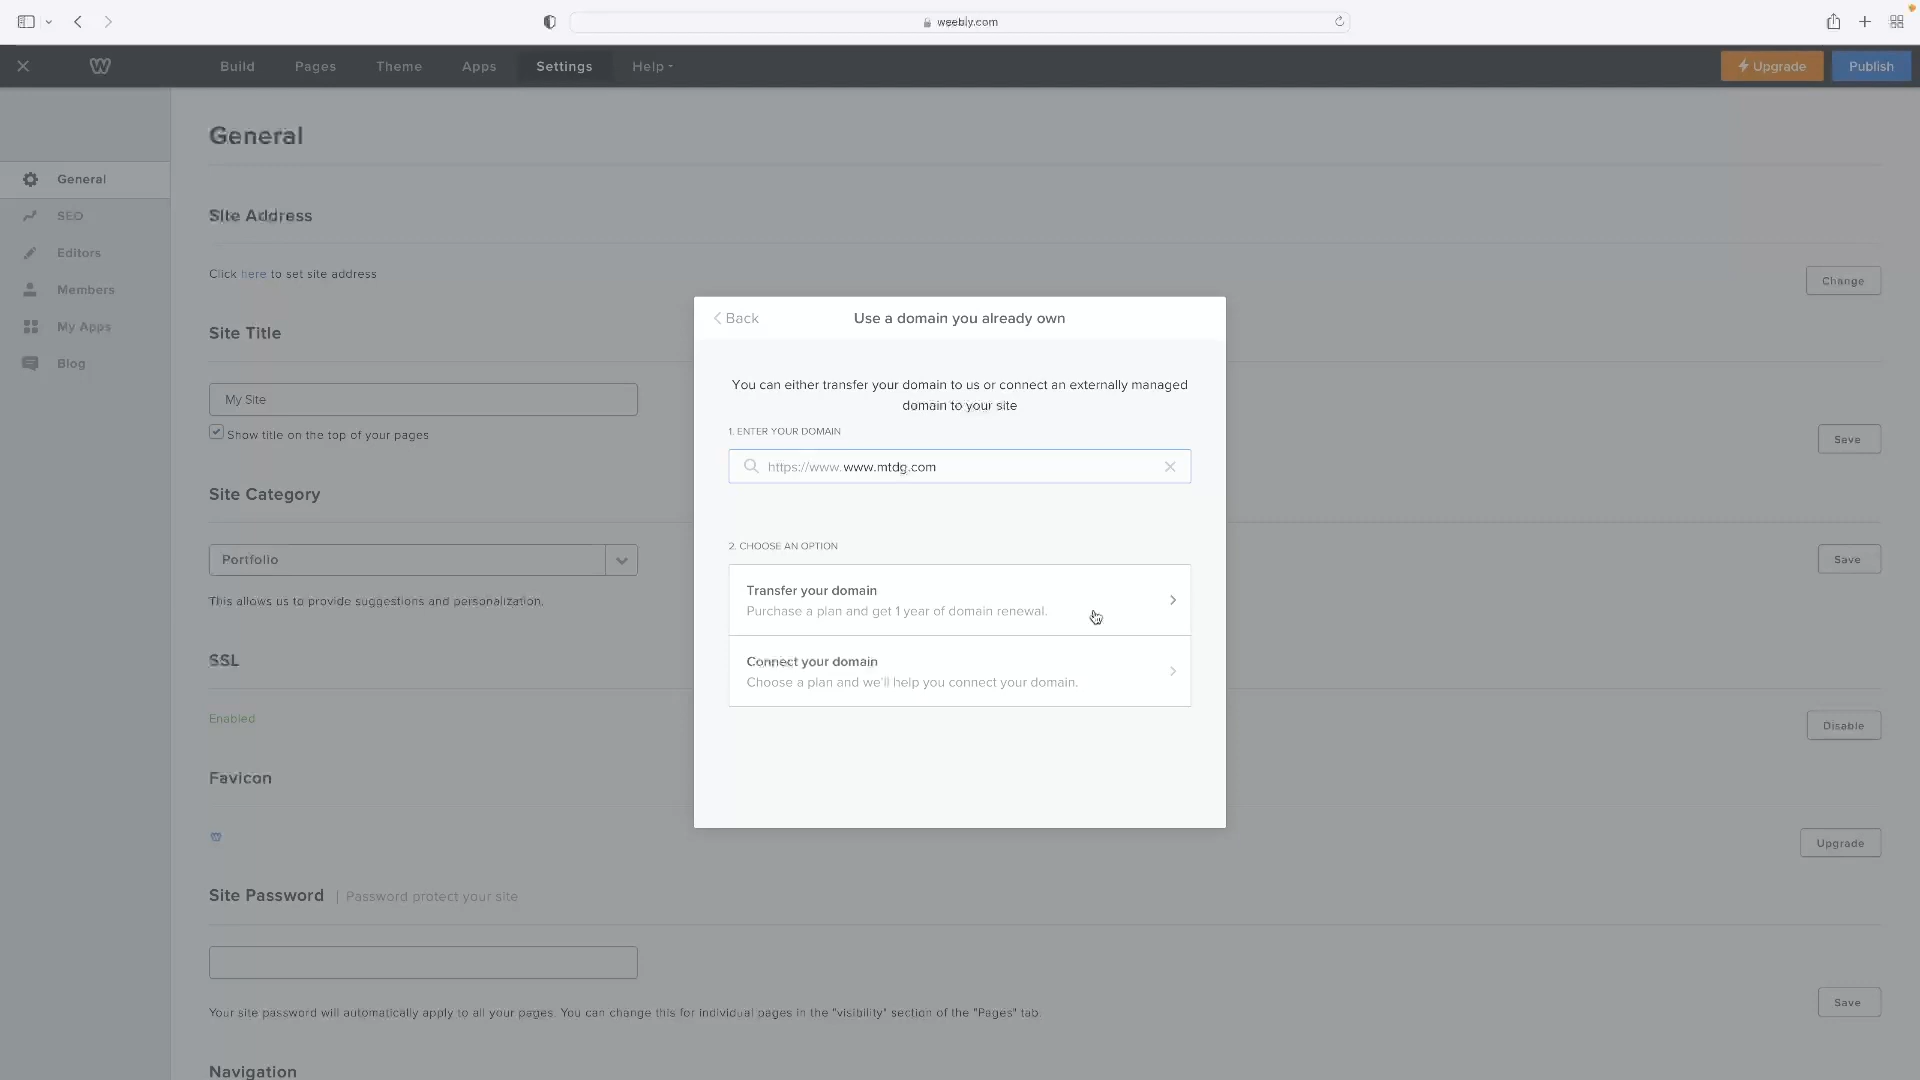 weebly.com
Build Pages Theme Apps Settings Help
Upgrade Publish
General
General
SEO
Editors
Members
My Apps
Blog
Site Address
Click here to set site address
Change
Site Title
My Site
Show title on the top of your pages
Save
Site Category
Portfolio
Save
This allows us to provide suggestions and personalization.
SSL
Enabled
Disable
Favicon
Upgrade
Site Password | Password protect your site
Your site password will automatically apply to all your pages. You can change this for individual pages in the "visibility" section of the "Pages" tab.
Save
Navigation
Back
Use a domain you already own
You can either transfer your domain to us or connect an externally managed
domain to your site
1. ENTER YOUR DOMAIN
https://www. www.mtdg.com
2. CHOOSE AN OPTION
Transfer your domain
Purchase a plan and get 1 year of domain renewal.
Connect your domain
Choose a plan and we'll help you connect your domain.